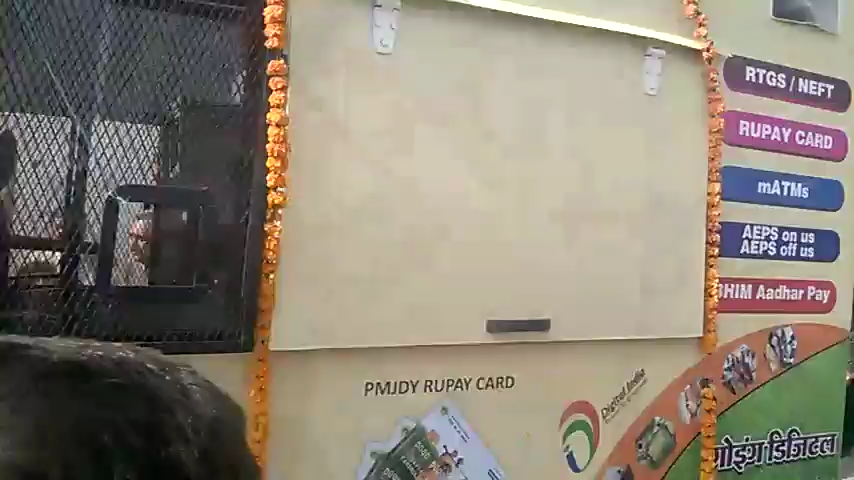 RTGS / NEFT
RUPAY CARD
mATMs
AEPS on us
AEPS off us
BHIM Aadhar Pay
PMJDY RUPAY CARD
Digital India
गोइंग डिजिटल